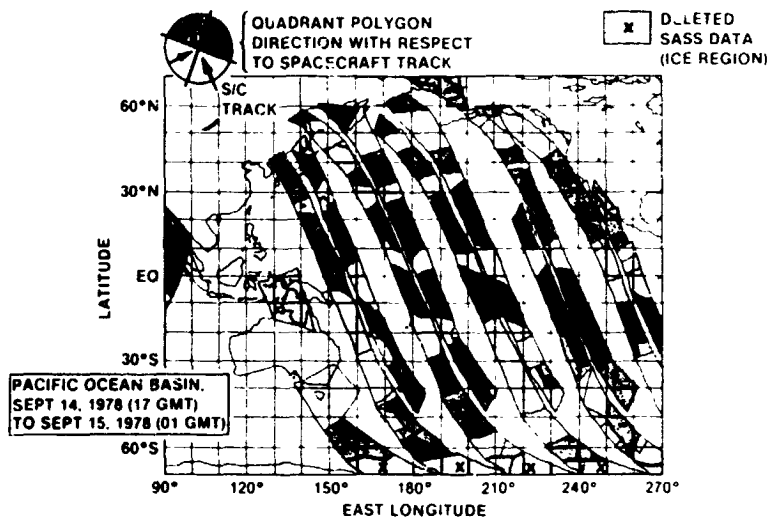 QUADRANT POLYGON
DIRECTION WITH RESPECT
TO SPACECRAFT TRACK
S/C
TRACK
X
DELETED
SASS DATA
(ICE REGION)
60°N
30°N
EQ
30°S
60°S
LATITUDE
PACIFIC OCEAN BASIN,
SEPT 14, 1978 (17 GMT)
TO SEPT 15, 1978 (01 GMT)
X X X X X
90° 120° 150° 180° 210° 240° 270°
EAST LONGITUDE